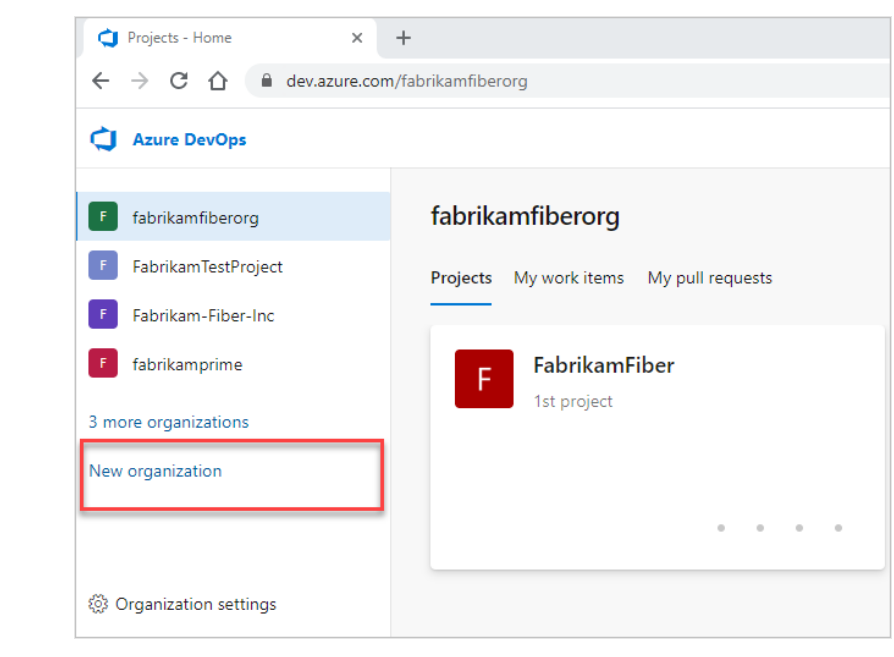 Projects - Home
dev.azure.com/fabrikamfiberorg
Azure DevOps
F fabrikamfiberorg
F FabrikamTestProject
F Fabrikam-Fiber-Inc
F fabrikamprime
3 more organizations
New organization
Organization settings
fabrikamfiberorg
Projects My work items My pull requests
F
FabrikamFiber
1st project